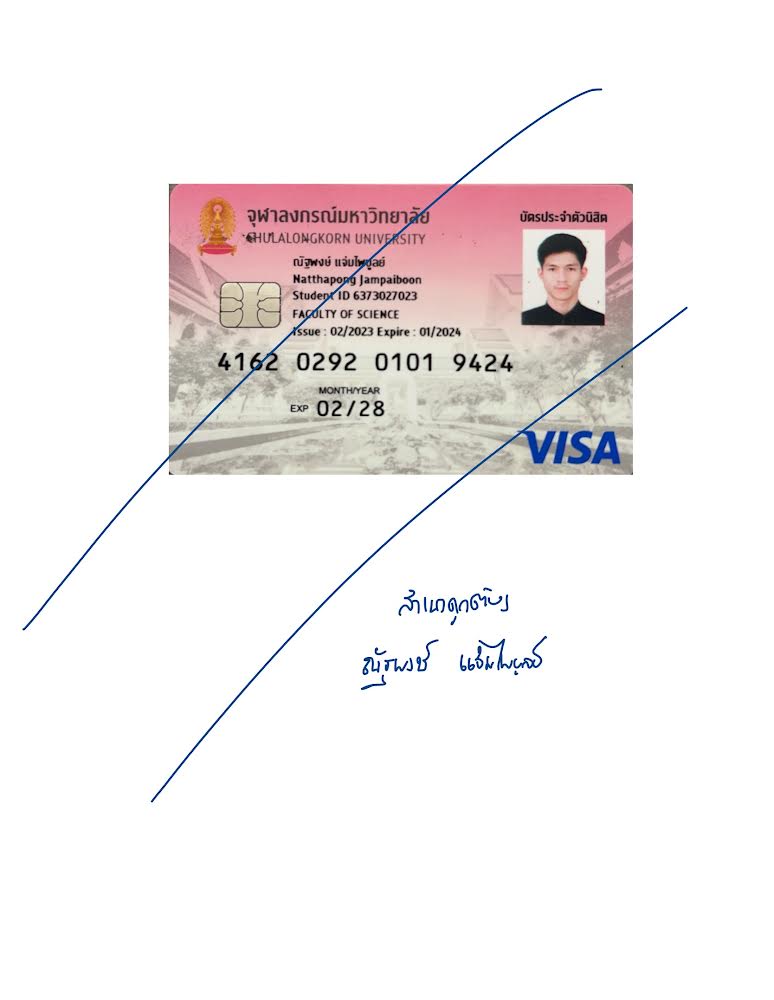 จุฬาลงกรณ์มหาวิทยาลัย
CHULALONGKORN UNIVERSITY
บัตรประจำตัวนิสิต
ณัฐพงษ์ แจ่มไพบูลย์
Natthapong Jampaiboon
Student ID 6373027023
FACULTY OF SCIENCE
Issue : 02/2023 Expire : 01/2024
4162 0292 0101 9424
MONTH/YEAR
EXP 02/28
VISA
สำเนาถูกต้อง
ณัฐพงษ์ แจ่มไพบูลย์